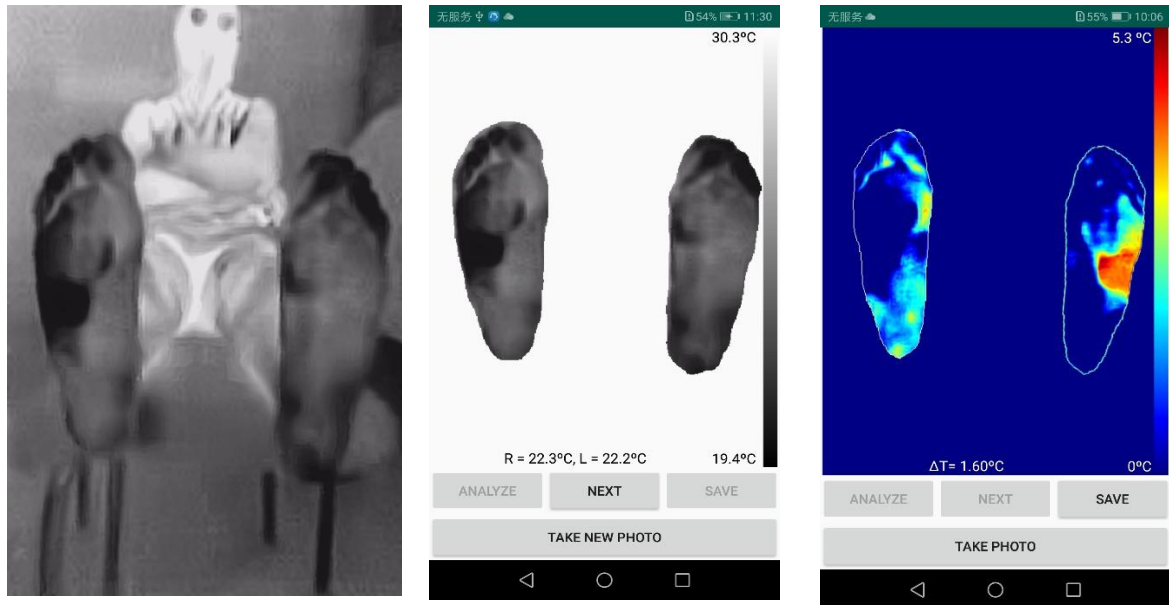 无服务 54% 11:30
30.3ºC
R = 22.3ºC, L = 22.2ºC 19.4ºC
ANALYZE NEXT SAVE
TAKE NEW PHOTO
无服务 55% 10:06
5.3 ºC
ΔT= 1.60ºC 0ºC
ANALYZE NEXT SAVE
TAKE PHOTO